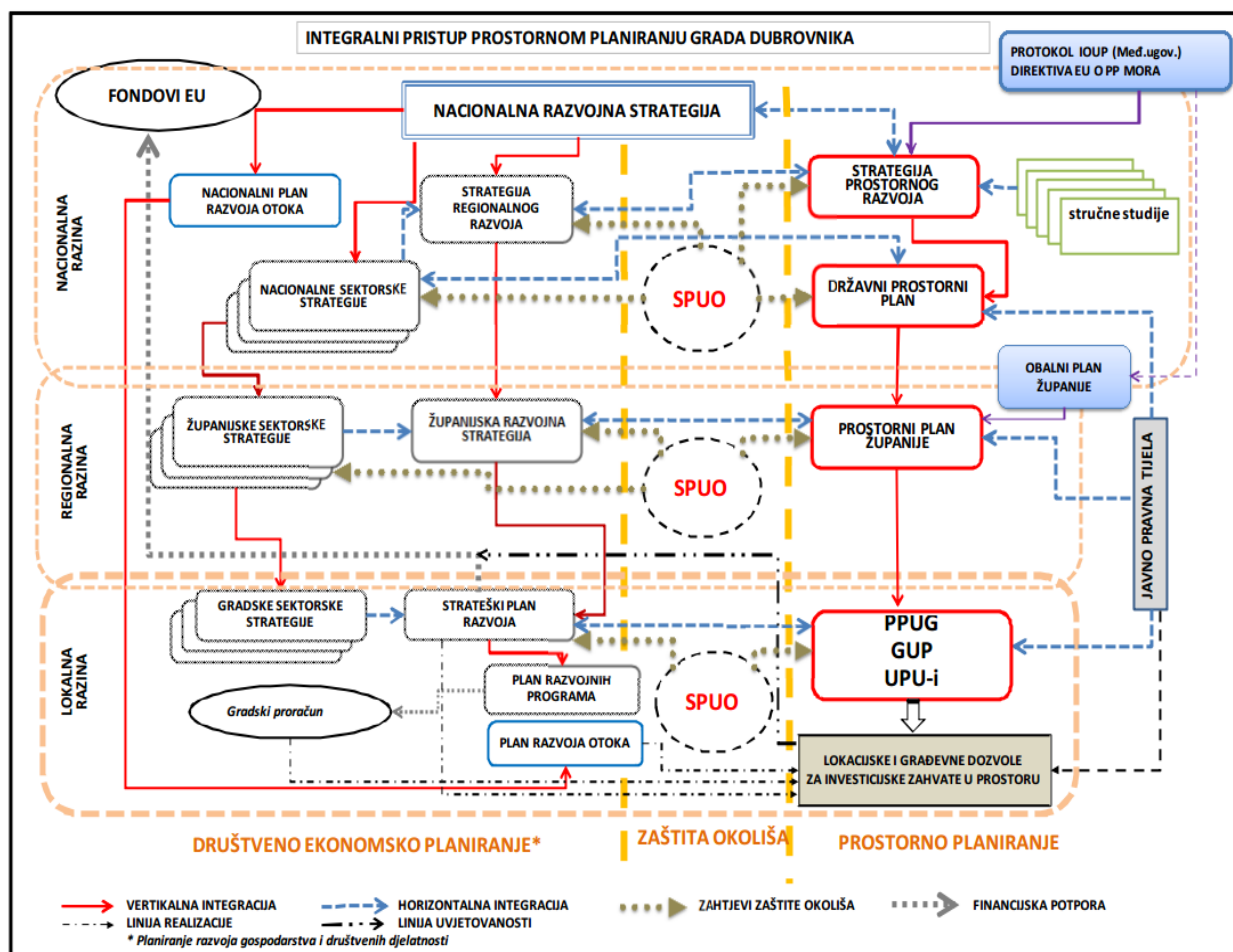 INTEGRALNI PRISTUP PROSTORNOM PLANIRANJU GRADA DUBROVNIKA
PROTOKOL IOUP (Međ.ugov.)
DIREKTIVA EU O PP MORA
FONDOVI EU
NACIONALNA RAZVOJNA STRATEGIJA
NACIONALNI PLAN
RAZVOJA OTOKA
STRATEGIJA
REGIONALNOG
RAZVOJA
STRATEGIJA
PROSTORNOG
RAZVOJA
stručne studije
NACIONALNA
RAZINA
NACIONALNE SEKTORSKE
STRATEGIJE
SPUO
DRŽAVNI PROSTORNI
PLAN
OBALNI PLAN
ŽUPANIJE
REGIONALNA
RAZINA
ŽUPANIJSKE SEKTORSKE
STRATEGIJE
ŽUPANIJSKA RAZVOJNA
STRATEGIJA
SPUO
PROSTORNI PLAN
ŽUPANIJE
JAVNO PRAVNA TIJELA
LOKALNA
RAZINA
GRADSKE SEKTORSKE
STRATEGIJE
STRATEŠKI PLAN
RAZVOJA
PPUG
GUP
UPU-i
PLAN RAZVOJNIH
PROGRAMA
SPUO
Gradski proračun
PLAN RAZVOJA OTOKA
LOKACIJSKE I GRAĐEVNE DOZVOLE
ZA INVESTICIJSKE ZAHVATE U PROSTORU
DRUŠTVENO EKONOMSKO PLANIRANJE*
ZAŠTITA OKOLIŠA
PROSTORNO PLANIRANJE
VERTIKALNA INTEGRACIJA
HORIZONTALNA INTEGRACIJA
ZAHTJEVI ZAŠTITE OKOLIŠA
FINANCIJSKA POTPORA
LINIJA REALIZACIJE
LINIJA UVJETOVANOSTI
* Planiranje razvoja gospodarstva i društvenih djelatnosti